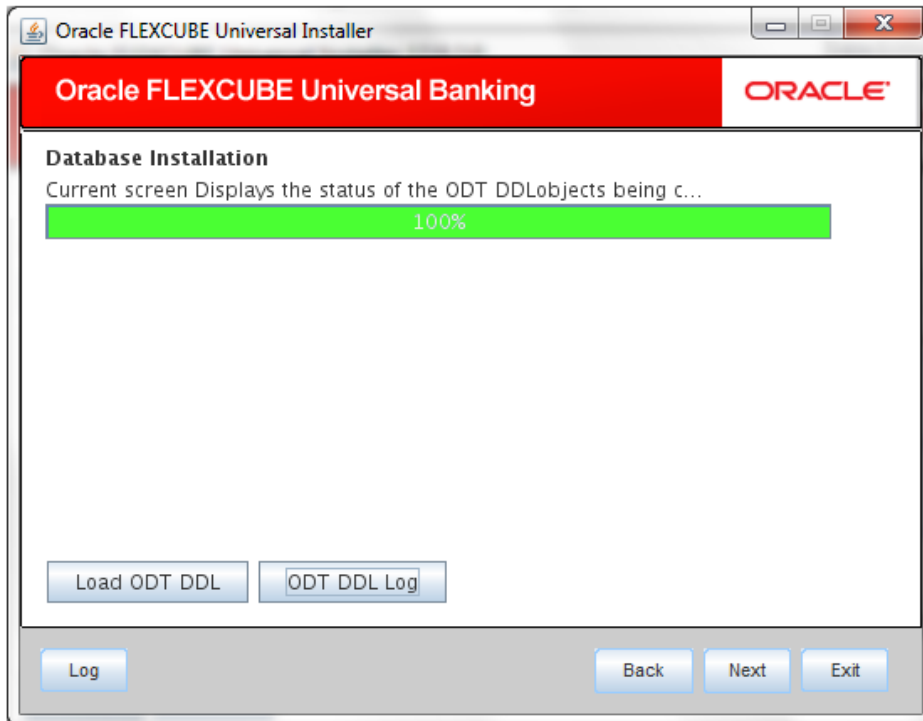 Oracle FLEXCUBE Universal Installer
Oracle FLEXCUBE Universal Banking
ORACLE
Database Installation
Current screen Displays the status of the ODT DDLobjects being c...
100%
Load ODT DDL
ODT DDL Log
Log
Back
Next
Exit